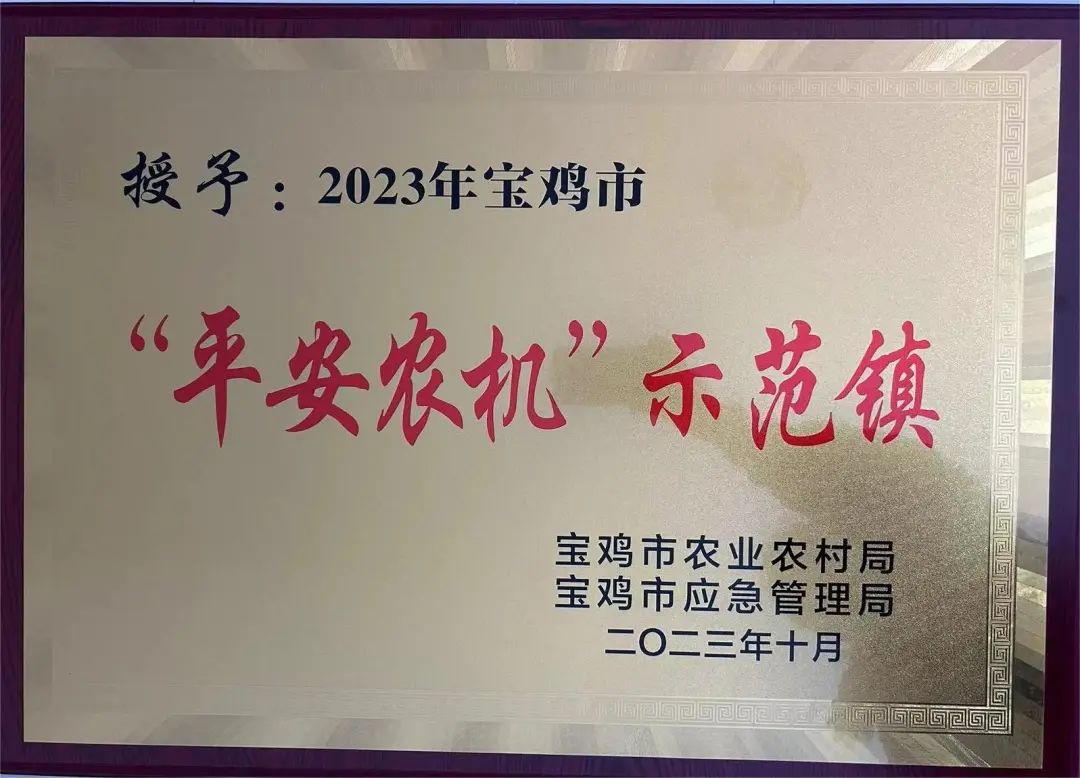 授予：2023年宝鸡市
“平安农机”示范镇
宝鸡市农业农村局
宝鸡市应急管理局
二〇二三年十月